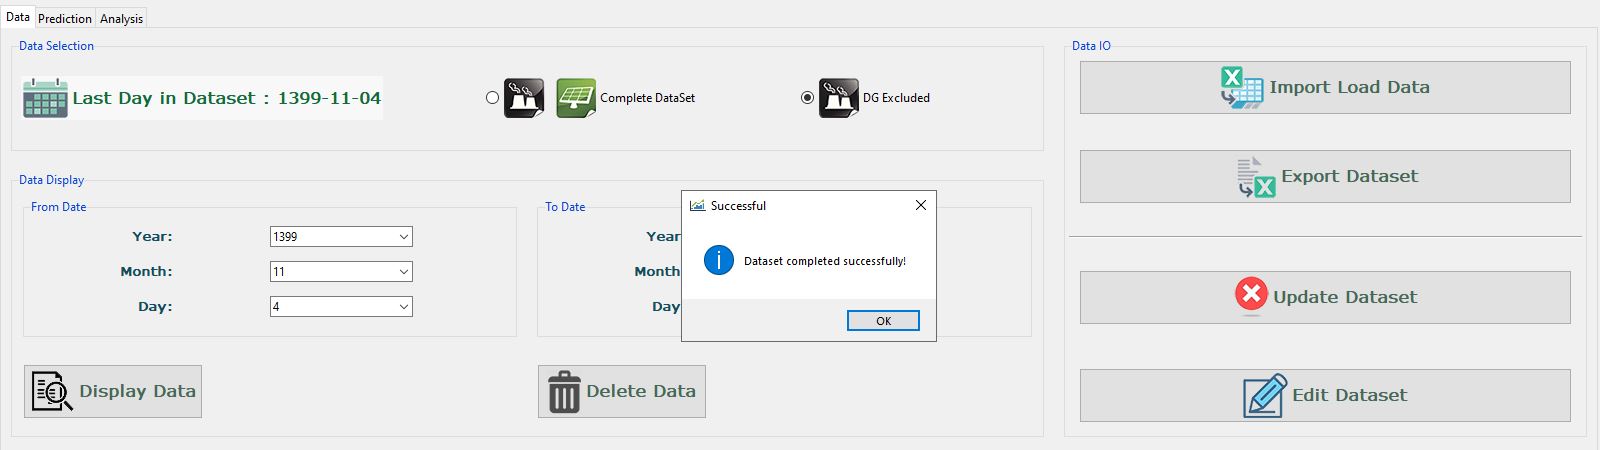 Data Prediction Analysis
Data Selection
Last Day in Dataset : 1399-11-04
Complete DataSet
DG Excluded
Data IO
Import Load Data
Export Dataset
Update Dataset
Edit Dataset
Data Display
From Date
Year: 1399
Month: 11
Day: 4
To Date
Year
Month
Day
Successful
Dataset completed successfully!
OK
Display Data
Delete Data